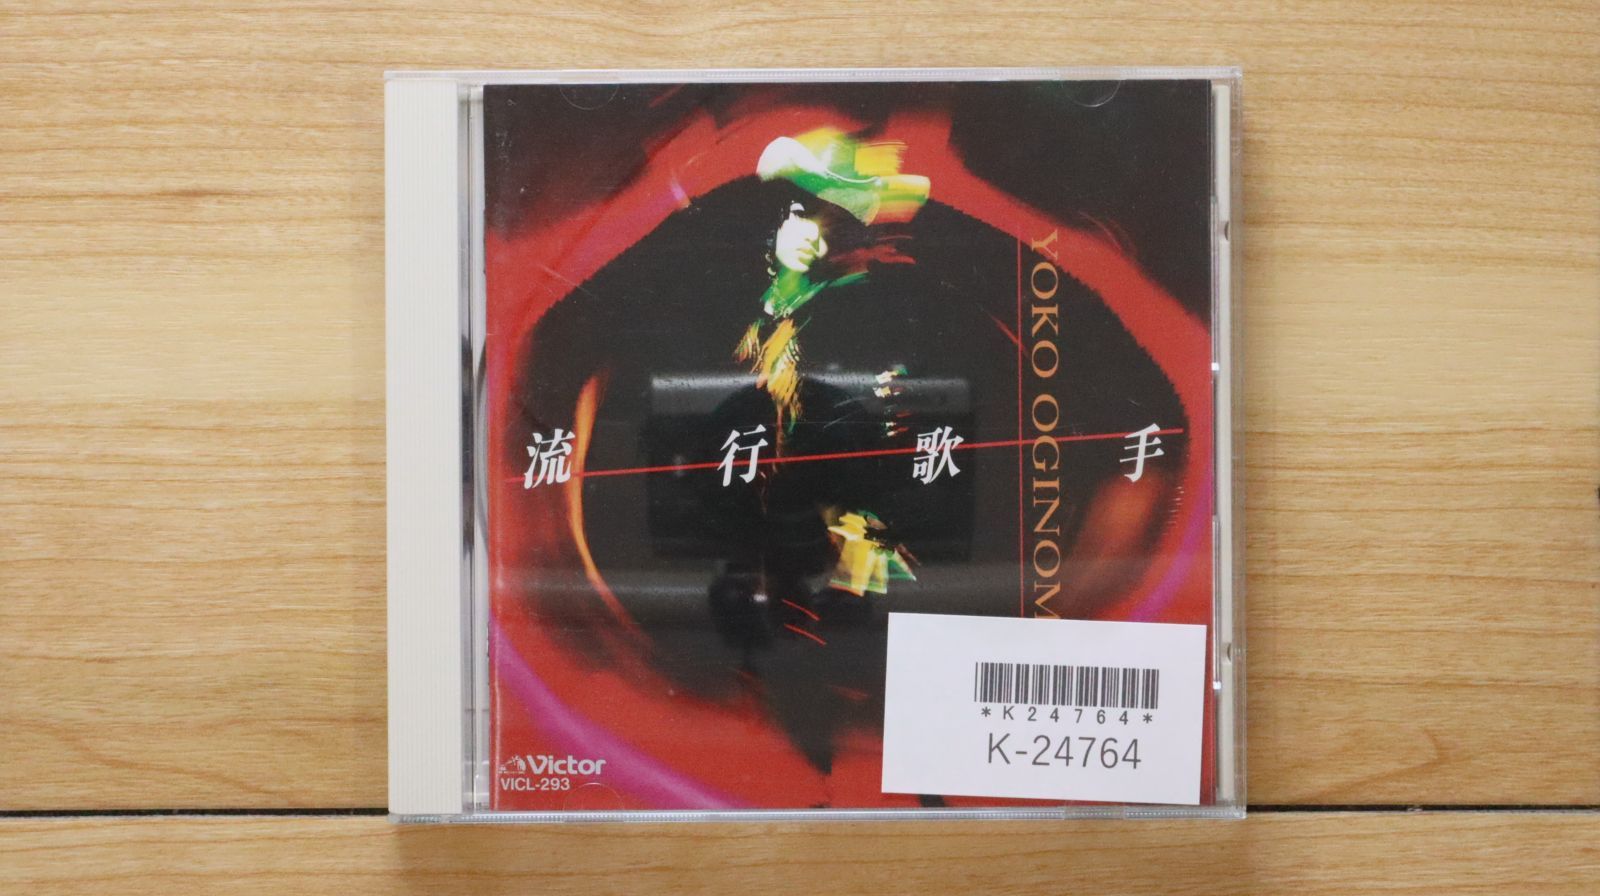 YOKO OGINOM
流行歌手
Victor
VICL-293
*K24764*
K-24764